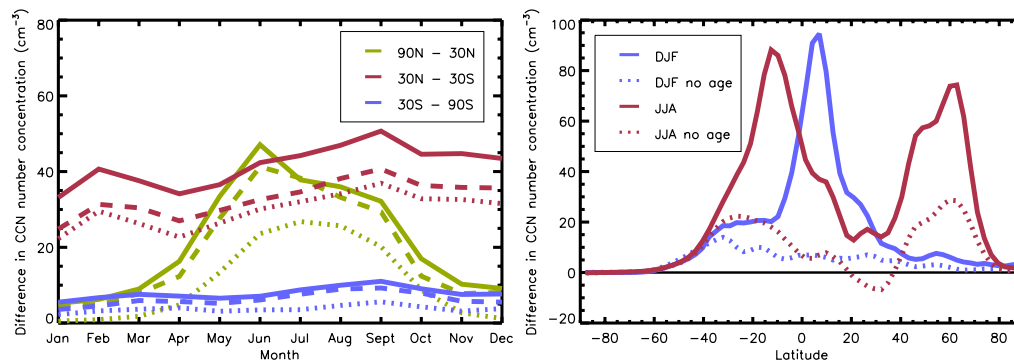 Difference in CCN number concentration (cm⁻³)
80
60
40
20
0
90N – 30N
30N – 30S
30S – 90S
Jan Feb Mar Apr May Jun Jul Aug Sept Oct Nov Dec
Month
Difference in CCN number concentration (cm⁻³)
100
80
60
40
20
0
−20
DJF
DJF no age
JJA
JJA no age
−80 −60 −40 −20 0 20 40 60 80
Latitude